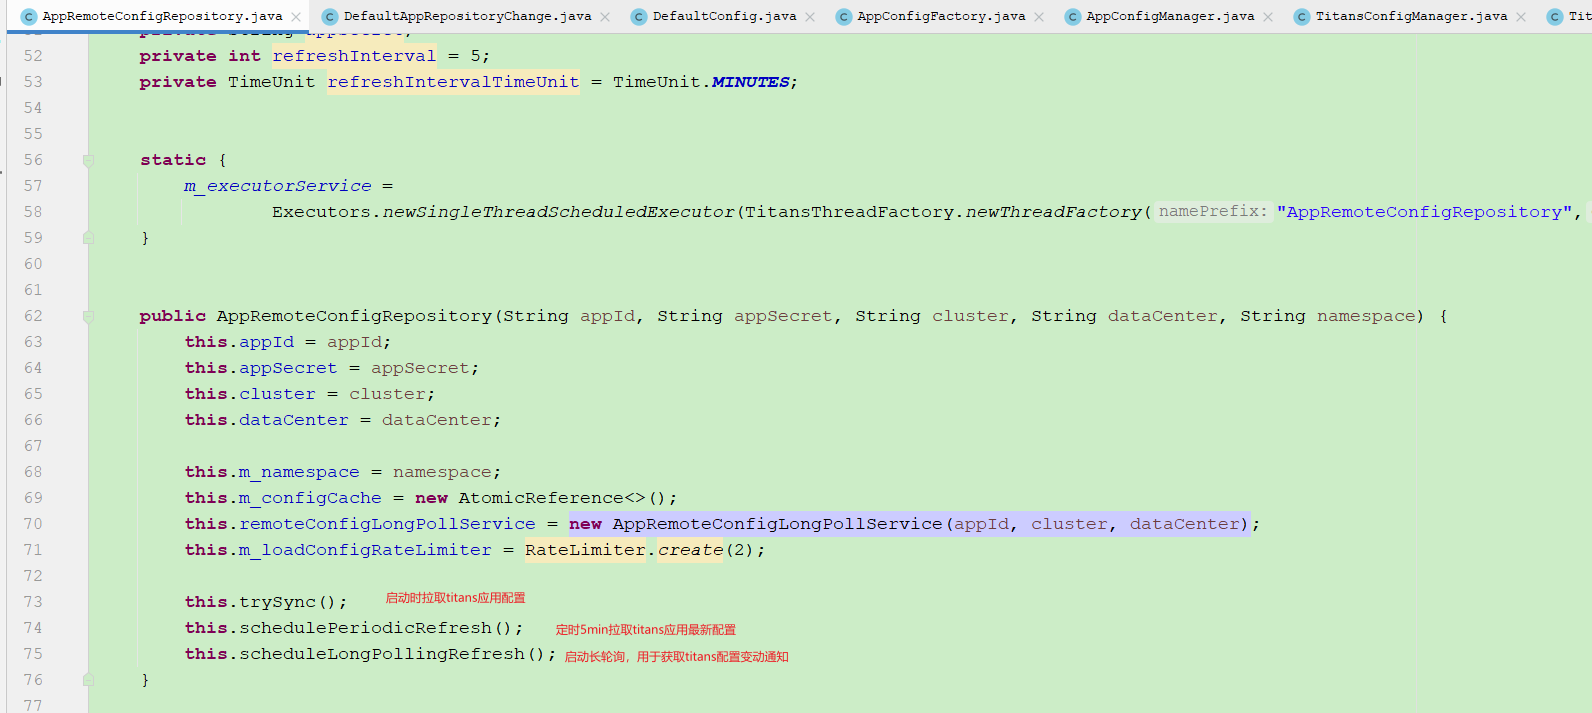 AppRemoteConfigRepository.java DefaultAppRepositoryChange.java DefaultConfig.java AppConfigFactory.java AppConfigManager.java TitansConfigManager.java Tit
52 private int refreshInterval = 5;
53 private TimeUnit refreshIntervalTimeUnit = TimeUnit.MINUTES;
54
55
56 static {
57 m_executorService =
58 Executors.newSingleThreadScheduledExecutor(TitansThreadFactory.newThreadFactory( namePrefix: "AppRemoteConfigRepository",
59 }
60
61
62 public AppRemoteConfigRepository(String appId, String appSecret, String cluster, String dataCenter, String namespace) {
63 this.appId = appId;
64 this.appSecret = appSecret;
65 this.cluster = cluster;
66 this.dataCenter = dataCenter;
67
68 this.m_namespace = namespace;
69 this.m_configCache = new AtomicReference<>();
70 this.remoteConfigLongPollService = new AppRemoteConfigLongPollService(appId, cluster, dataCenter);
71 this.m_loadConfigRateLimiter = RateLimiter.create(2);
72
73 this.trySync(); 启动时拉取titans应用配置
74 this.schedulePeriodicRefresh(); 定时5min拉取titans应用最新配置
75 this.scheduleLongPollingRefresh(); 启动长轮询，用于获取titans配置变动通知
76 }
77